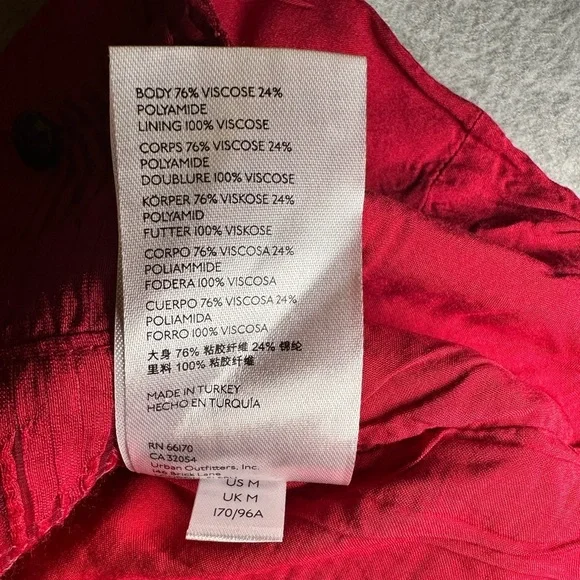 BODY 76% VISCOSE 24%
POLYAMIDE
LINING 100% VISCOSE
CORPS 76% VISCOSE 24%
POLYAMIDE
DOUBLURE 100% VISCOSE
KÖRPER 76% VISKOSE 24%
POLYAMID
FUTTER 100% VISKOSE
CORPO 76% VISCOSA 24%
POLIAMMIDE
FODERA 100% VISCOSA
CUERPO 76% VISCOSA 24%
POLIAMIDA
FORRO 100% VISCOSA
大身 76% 粘胶纤维 24% 锦纶
里料 100% 粘胶纤维
MADE IN TURKEY
HECHO EN TURQUÍA
RN 66170
CA 32054
Urban Outfitters, Inc.
146 Brick Lane
US M
UK M
170/96A